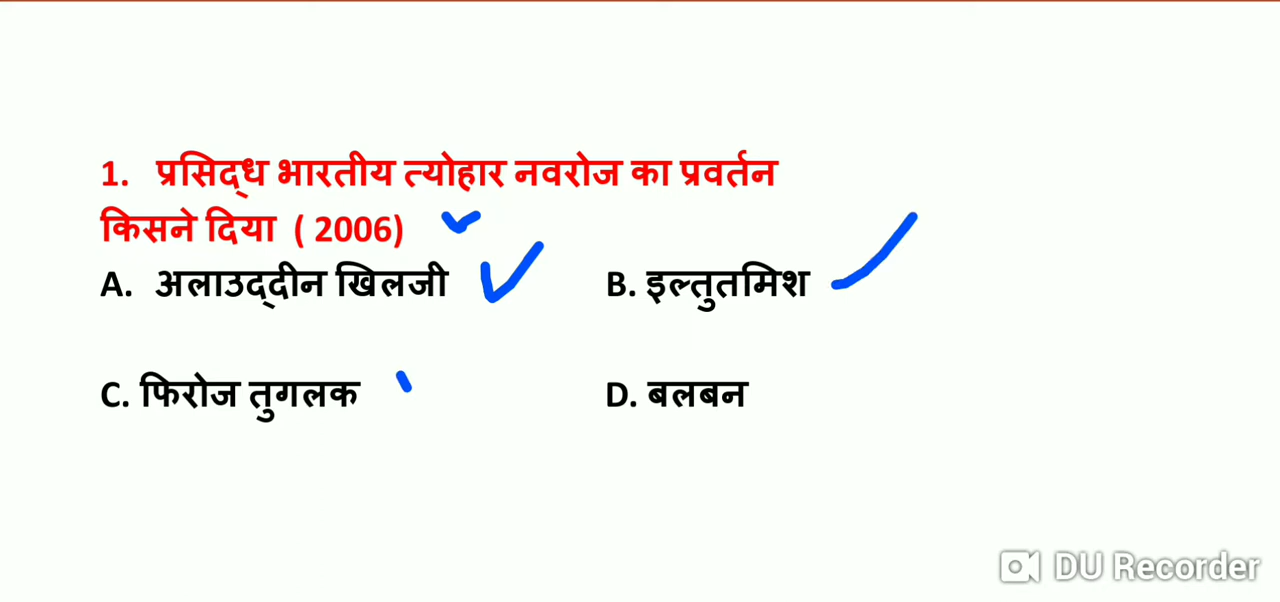 1. प्रसिद्ध भारतीय त्योहार नवरोज का प्रवर्तन
किसने दिया ( 2006)
A. अलाउद्दीन खिलजी B. इल्तुतमिश
C. फिरोज तुगलक D. बलबन
DU Recorder